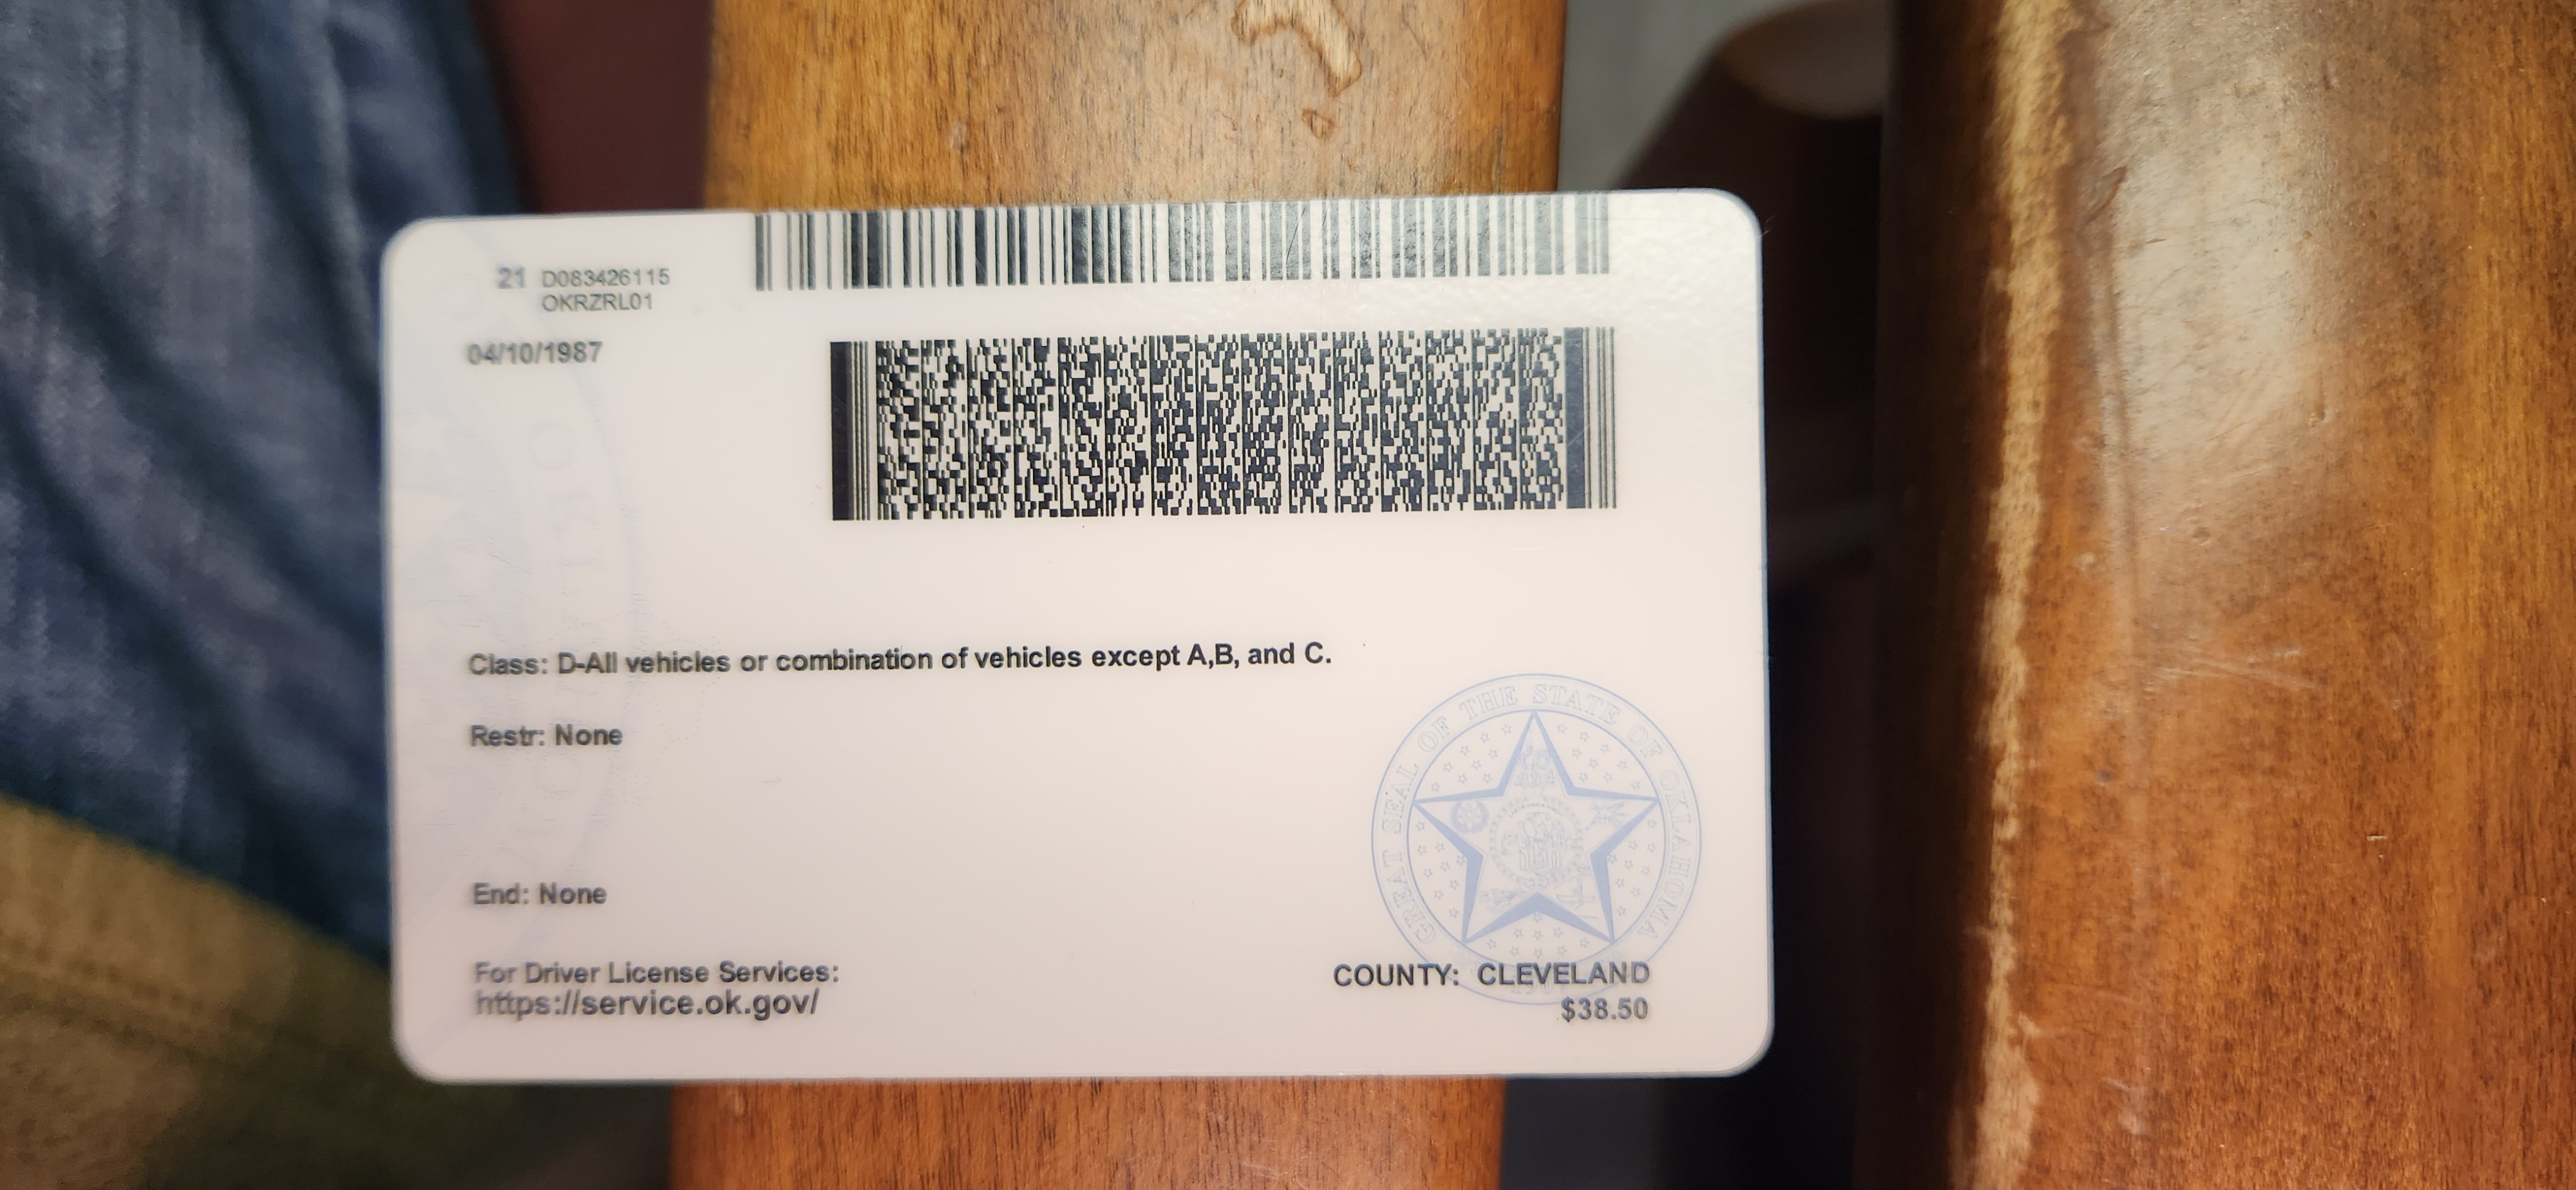 21 D083426115
OKRZRL01
04/10/1987
Class: D-All vehicles or combination of vehicles except A,B, and C.
Restr: None
End: None
For Driver License Services:
https://service.ok.gov/
GREAT SEAL OF THE STATE OF OKLAHOMA
COUNTY: CLEVELAND
$38.50